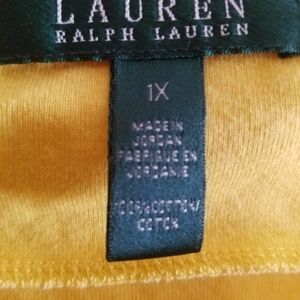 LAUREN
RALPH LAUREN
1X
MADE IN
JORDAN
FABRIQUE EN
JORDANIE
100%COTTON/
COTON